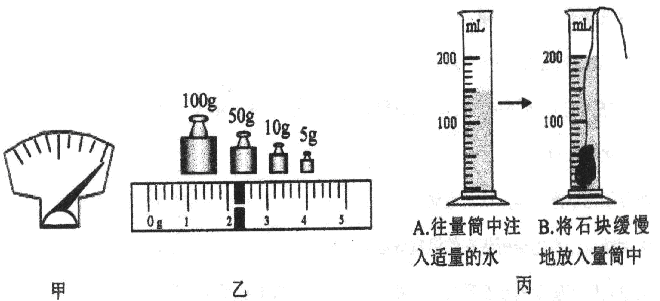 100g 50g 10g 5g
0g 1 2 3 4 5
mL
200
100
mL
200
100
A.往量筒中注
入适量的水
B.将石块缓慢
地放入量筒中
甲
乙
丙